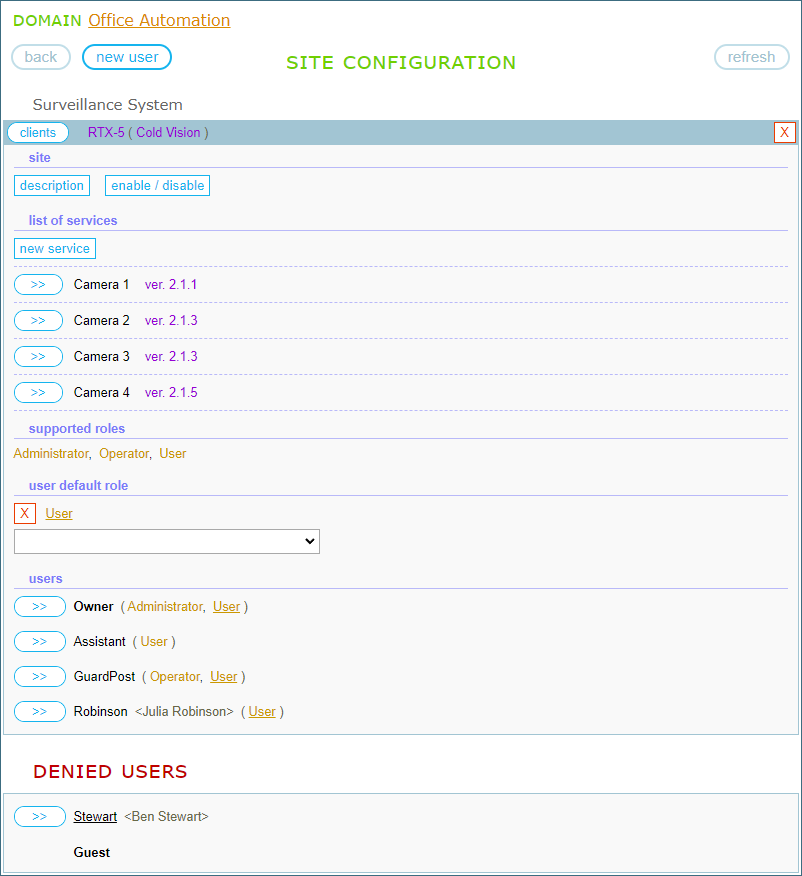 DOMAIN Office Automation
back new user SITE CONFIGURATION refresh
Surveillance System
clients RTX-5 ( Cold Vision ) X
site
description enable / disable
list of services
new service
>> Camera 1 ver. 2.1.1
>> Camera 2 ver. 2.1.3
>> Camera 3 ver. 2.1.3
>> Camera 4 ver. 2.1.5
supported roles
Administrator, Operator, User
user default role
X User
users
>> Owner ( Administrator, User )
>> Assistant ( User )
>> GuardPost ( Operator, User )
>> Robinson <Julia Robinson> ( User )
DENIED USERS
>> Stewart <Ben Stewart>
Guest